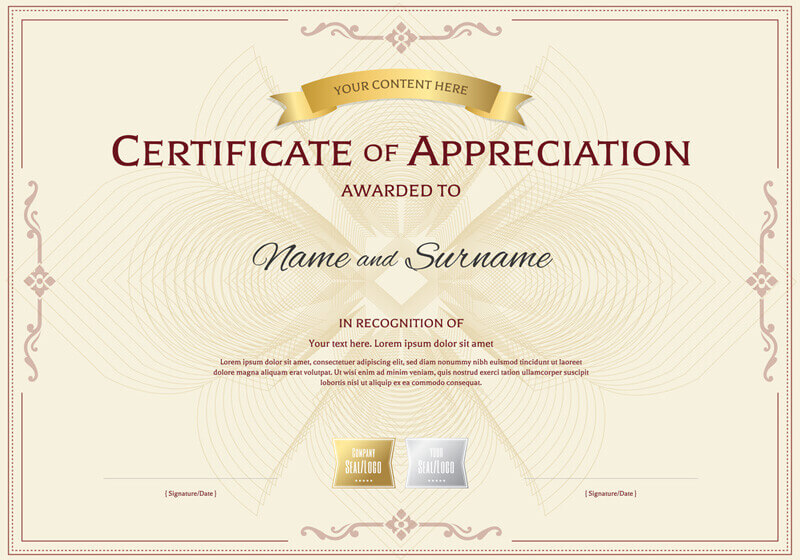 YOUR CONTENT HERE
CERTIFICATE OF APPRECIATION
AWARDED TO
Name and Surname
IN RECOGNITION OF
Your text here. Lorem ipsum dolor sit amet
Lorem ipsum dolor sit amet, consectetuer adipiscing elit, sed diam nonummy nibh euismod tincidunt ut laoreet
dolore magna aliquam erat volutpat. Ut wisi enim ad minim veniam, quis nostrud exerci tation ullamcorper suscipit
lobortis nisl ut aliquip ex ea commodo consequat.
COMPANY
SEAL/LOGO
YOUR
SEAL/LOGO
( Signature/Date )
( Signature/Date )